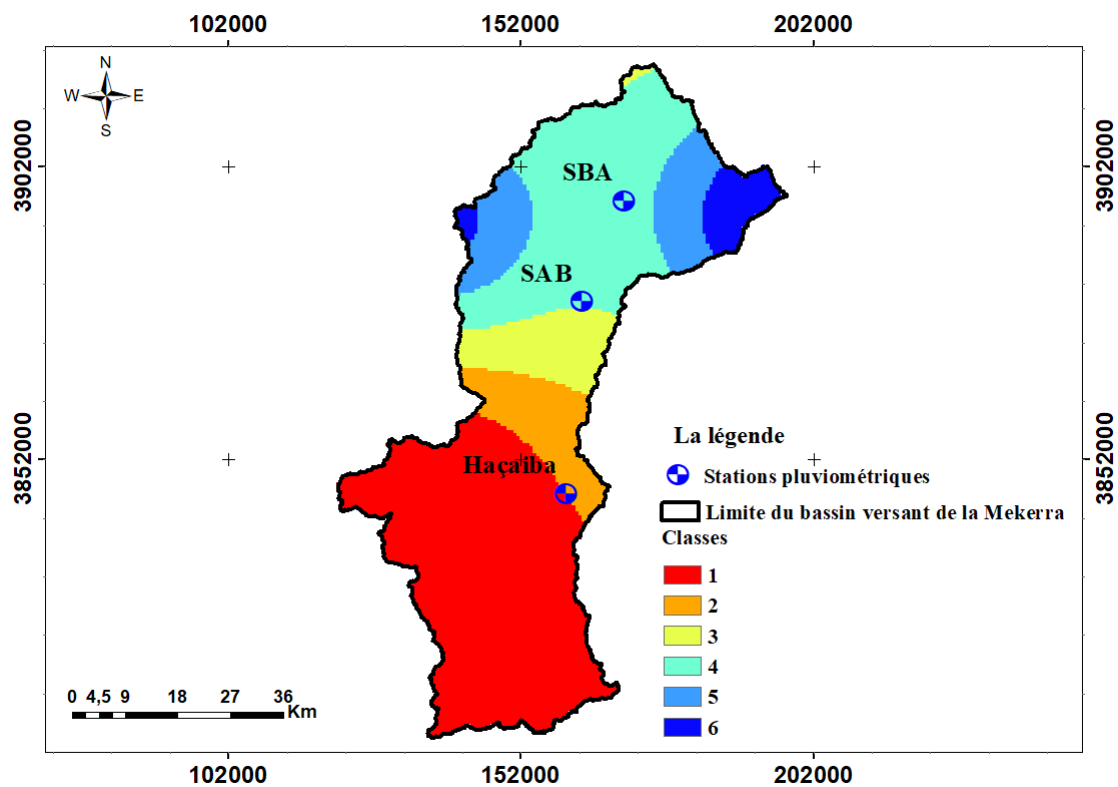 102000 152000 202000
N
W E
S
3902000 3902000
SBA
SAB
3852000 3852000
Haçaiba
La légende
Stations pluviométriques
Limite du bassin versant de la Mekerra
Classes
1
2
3
4
5
6
0 4,5 9 18 27 36
Km
102000 152000 202000